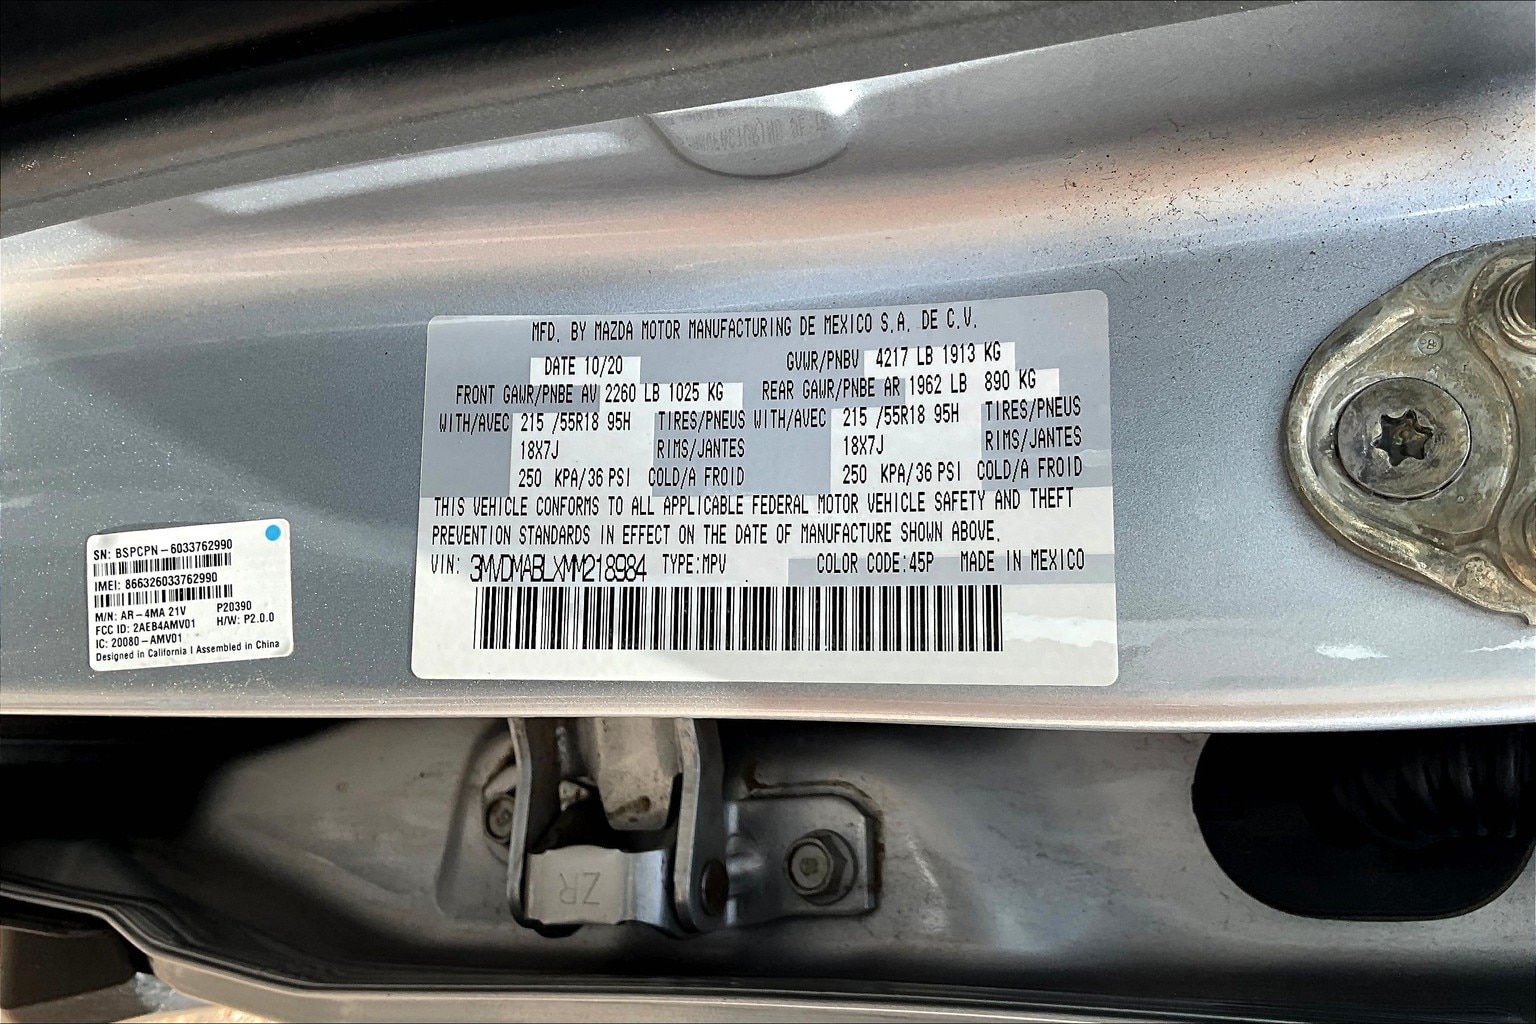 MFD. BY MAZDA MOTOR MANUFACTURING DE MEXICO S.A. DE C.V.
DATE 10/20 GVWR/PNBV 4217 LB 1913 KG
FRONT GAWR/PNBE AV 2260 LB 1025 KG REAR GAWR/PNBE AR 1962 LB 890 KG
WITH/AVEC 215 /55R18 95H TIRES/PNEUS WITH/AVEC 215 /55R18 95H TIRES/PNEUS
18X7J RIMS/JANTES 18X7J RIMS/JANTES
250 KPA/36 PSI COLD/A FROID 250 KPA/36 PSI COLD/A FROID
THIS VEHICLE CONFORMS TO ALL APPLICABLE FEDERAL MOTOR VEHICLE SAFETY AND THEFT
PREVENTION STANDARDS IN EFFECT ON THE DATE OF MANUFACTURE SHOWN ABOVE.
VIN: 3MVDMABLXMM218984 TYPE:MPV COLOR CODE:45P MADE IN MEXICO
SN: BSPCPN-6033762990
IMEI: 866326033762990
M/N: AR-4MA 21V P20390
FCC ID: 2AEB4AMV01 H/W: P2.0.0
IC: 20080-AMV01
Designed in California I Assembled in China
ZR